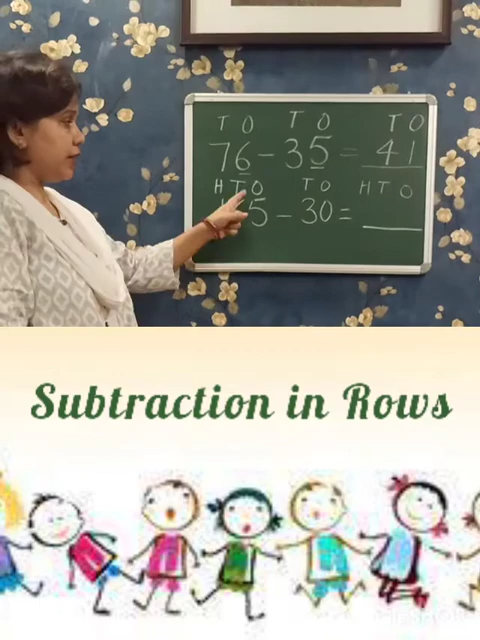 T O   T O   T O
76 - 35 = 41
H T O   T O   H T O
5 - 30 =
Subtraction in Rows